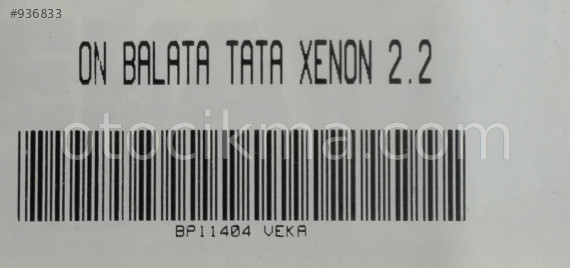 #936833
ON BALATA TATA XENON 2.2
otocikma.com
BP11404 VEKA